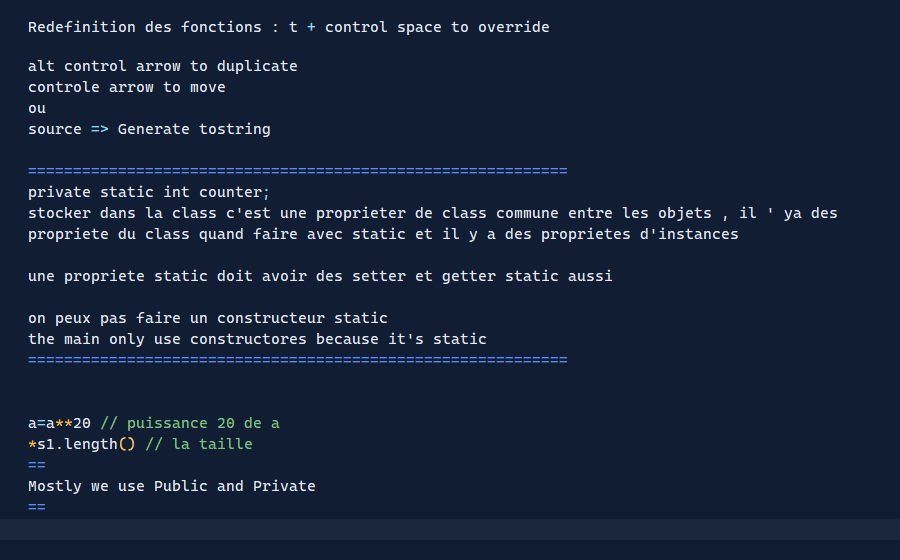 Redefinition des fonctions : t + control space to override
alt control arrow to duplicate
controle arrow to move
ou
source => Generate tostring
============================================================
private static int counter;
stocker dans la class c'est une proprieter de class commune entre les objets , il ' ya des
propriete du class quand faire avec static et il y a des proprietes d'instances
une propriete static doit avoir des setter et getter static aussi
on peux pas faire un constructeur static
the main only use constructores because it's static
============================================================
a=a**20 // puissance 20 de a
*s1.length() // la taille
==
Mostly we use Public and Private
==